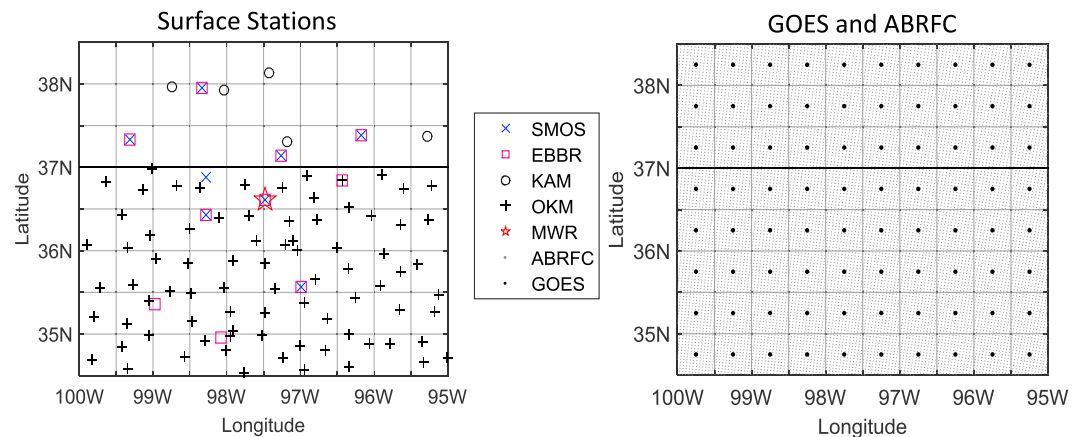 Surface Stations
38N
37N
36N
35N
Latitude
100W 99W 98W 97W 96W 95W
Longitude
SMOS
EBBR
KAM
OKM
MWR
ABRFC
GOES
GOES and ABRFC
38N
37N
36N
35N
Latitude
100W 99W 98W 97W 96W 95W
Longitude